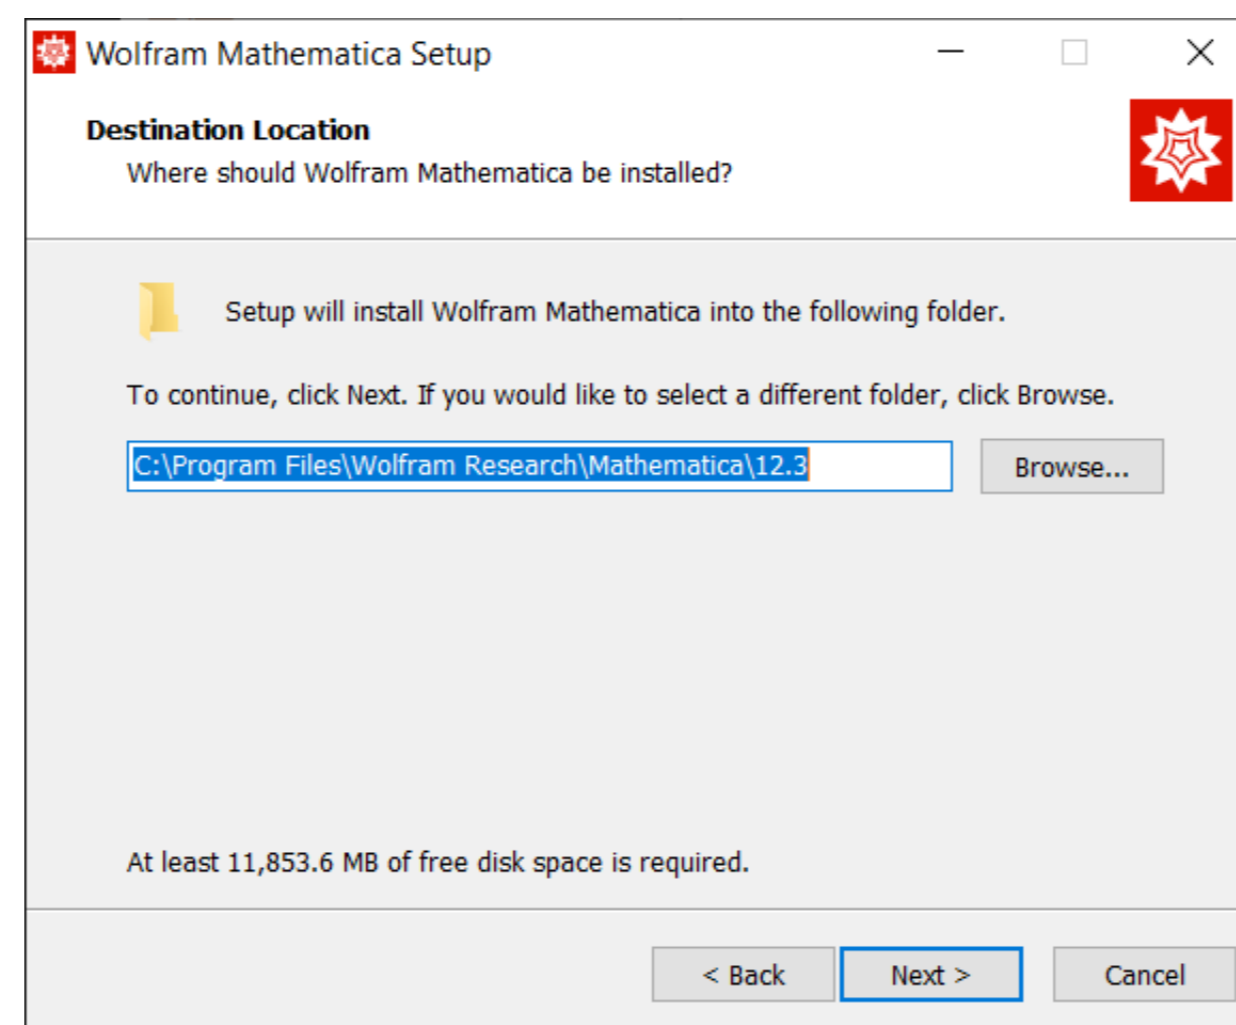 Wolfram Mathematica Setup
Destination Location
Where should Wolfram Mathematica be installed?
Setup will install Wolfram Mathematica into the following folder.
To continue, click Next. If you would like to select a different folder, click Browse.
C:\Program Files\Wolfram Research\Mathematica\12.3
Browse...
At least 11,853.6 MB of free disk space is required.
< Back Next > Cancel